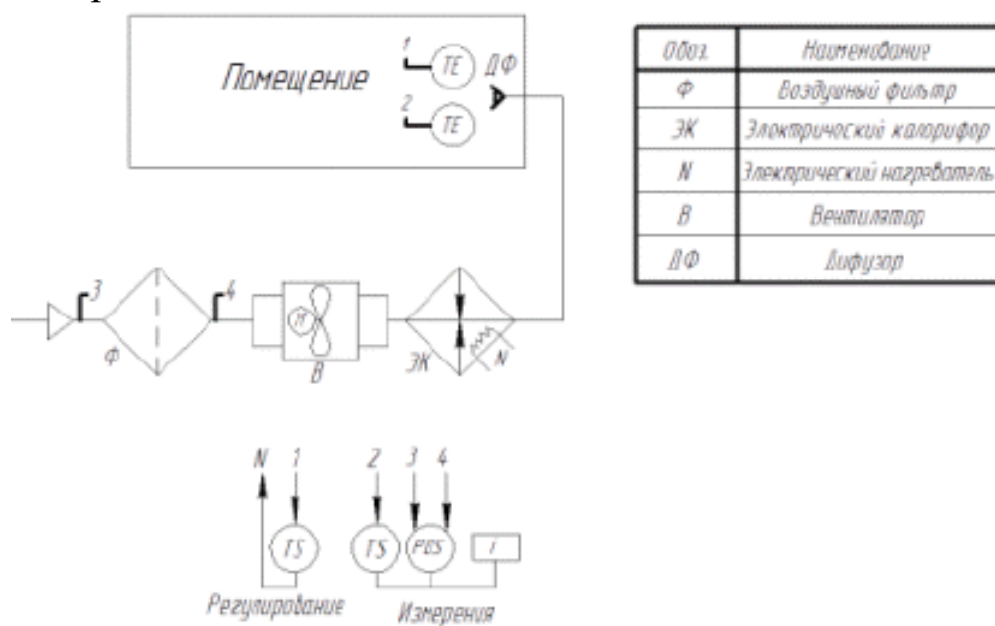 1
TE
ДФ
Помещение
2
TE
Обоз. Наименование
Ф Воздушный фильтр
ЭК Электрический калорифер
N Электрический нагреватель
В Вентилятор
ДФ Дифузор
3
4
М
Ф
В
ЭК
N
N 1 2 3 4
TS TS PDS I
Регулирование Измерения